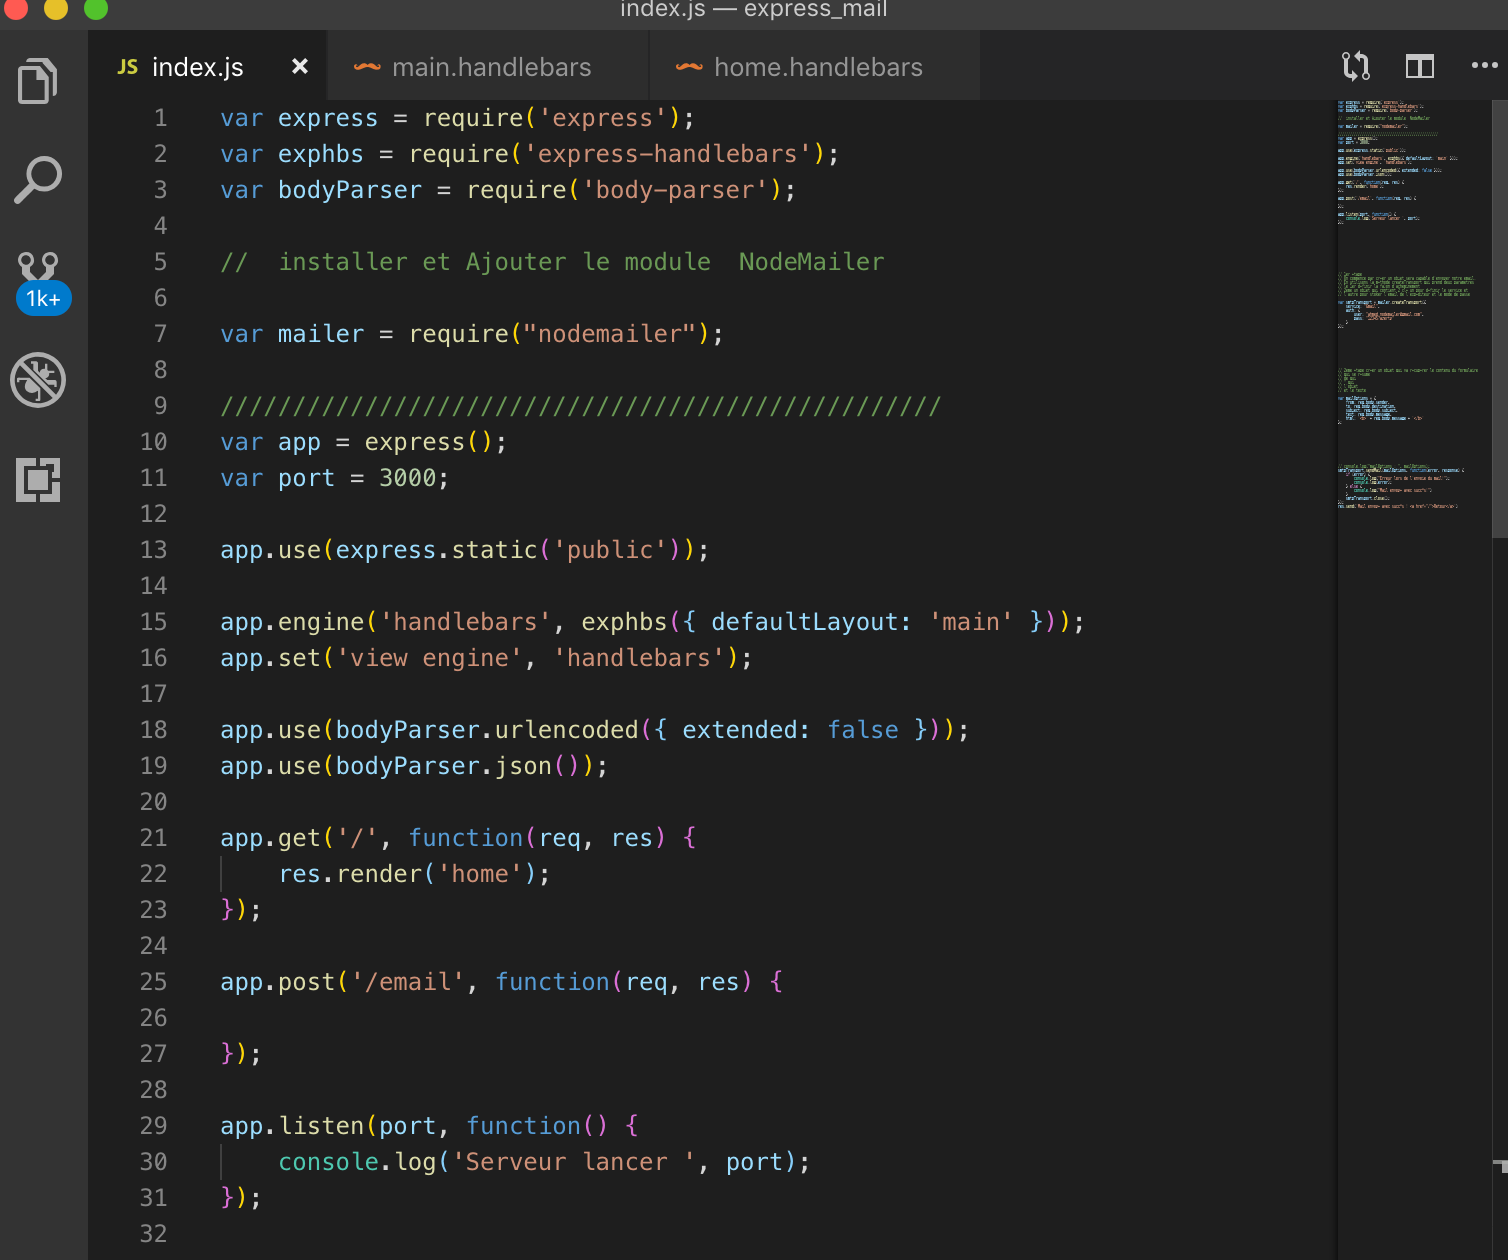 index.js — express_mail
JS index.js × main.handlebars home.handlebars
1k+
1 var express = require('express');
2 var exphbs = require('express-handlebars');
3 var bodyParser = require('body-parser');
4
5 //  installer et Ajouter le module  NodeMailer
6
7 var mailer = require("nodemailer");
8
9 //////////////////////////////////////////////////
10 var app = express();
11 var port = 3000;
12
13 app.use(express.static('public'));
14
15 app.engine('handlebars', exphbs({ defaultLayout: 'main' }));
16 app.set('view engine', 'handlebars');
17
18 app.use(bodyParser.urlencoded({ extended: false }));
19 app.use(bodyParser.json());
20
21 app.get('/', function(req, res) {
22     res.render('home');
23 });
24
25 app.post('/email', function(req, res) {
26
27 });
28
29 app.listen(port, function() {
30     console.log('Serveur lancer ', port);
31 });
32